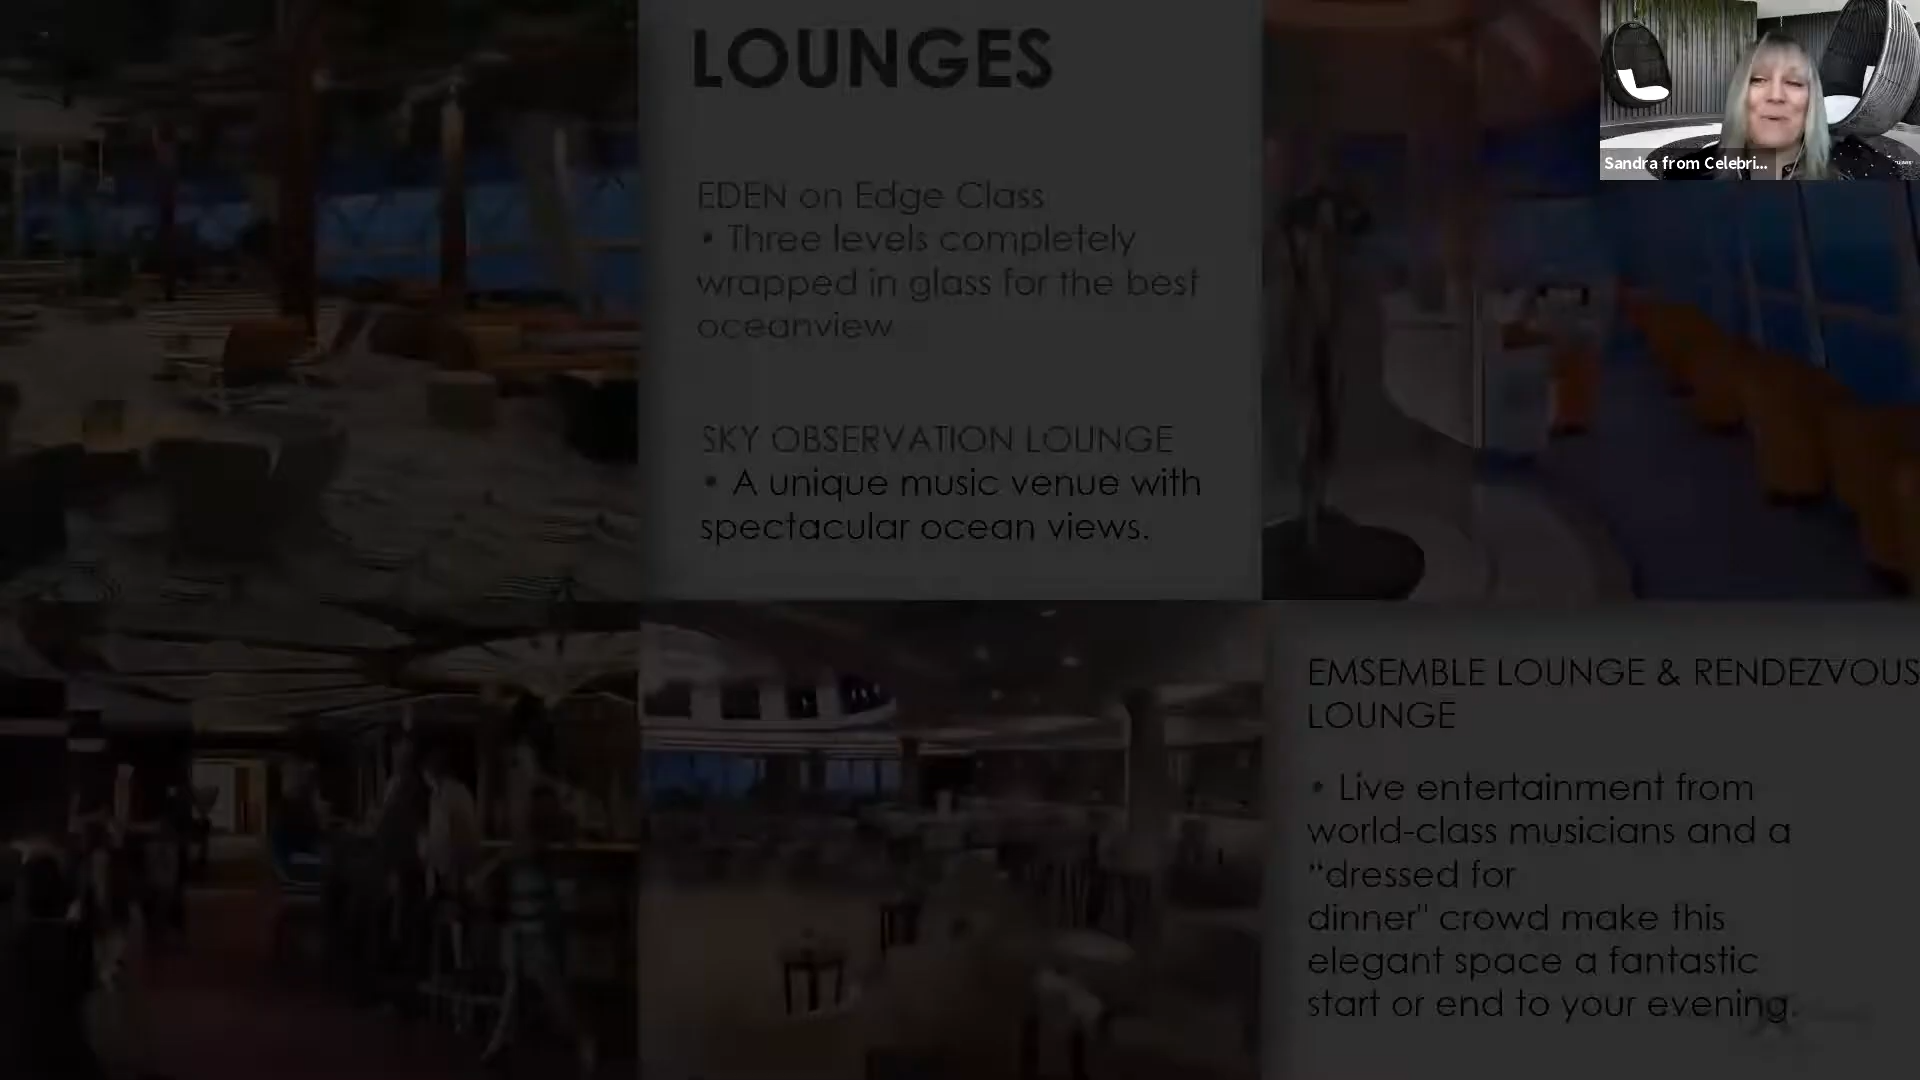 LOUNGES
EDEN on Edge Class
• Three levels completely
wrapped in glass for the best
oceanview
SKY OBSERVATION LOUNGE
• A unique music venue with
spectacular ocean views.
EMSEMBLE LOUNGE & RENDEZVOUS
LOUNGE
• Live entertainment from
world-class musicians and a
“dressed for
dinner" crowd make this
elegant space a fantastic
start or end to your evening.
Sandra from Celebri...